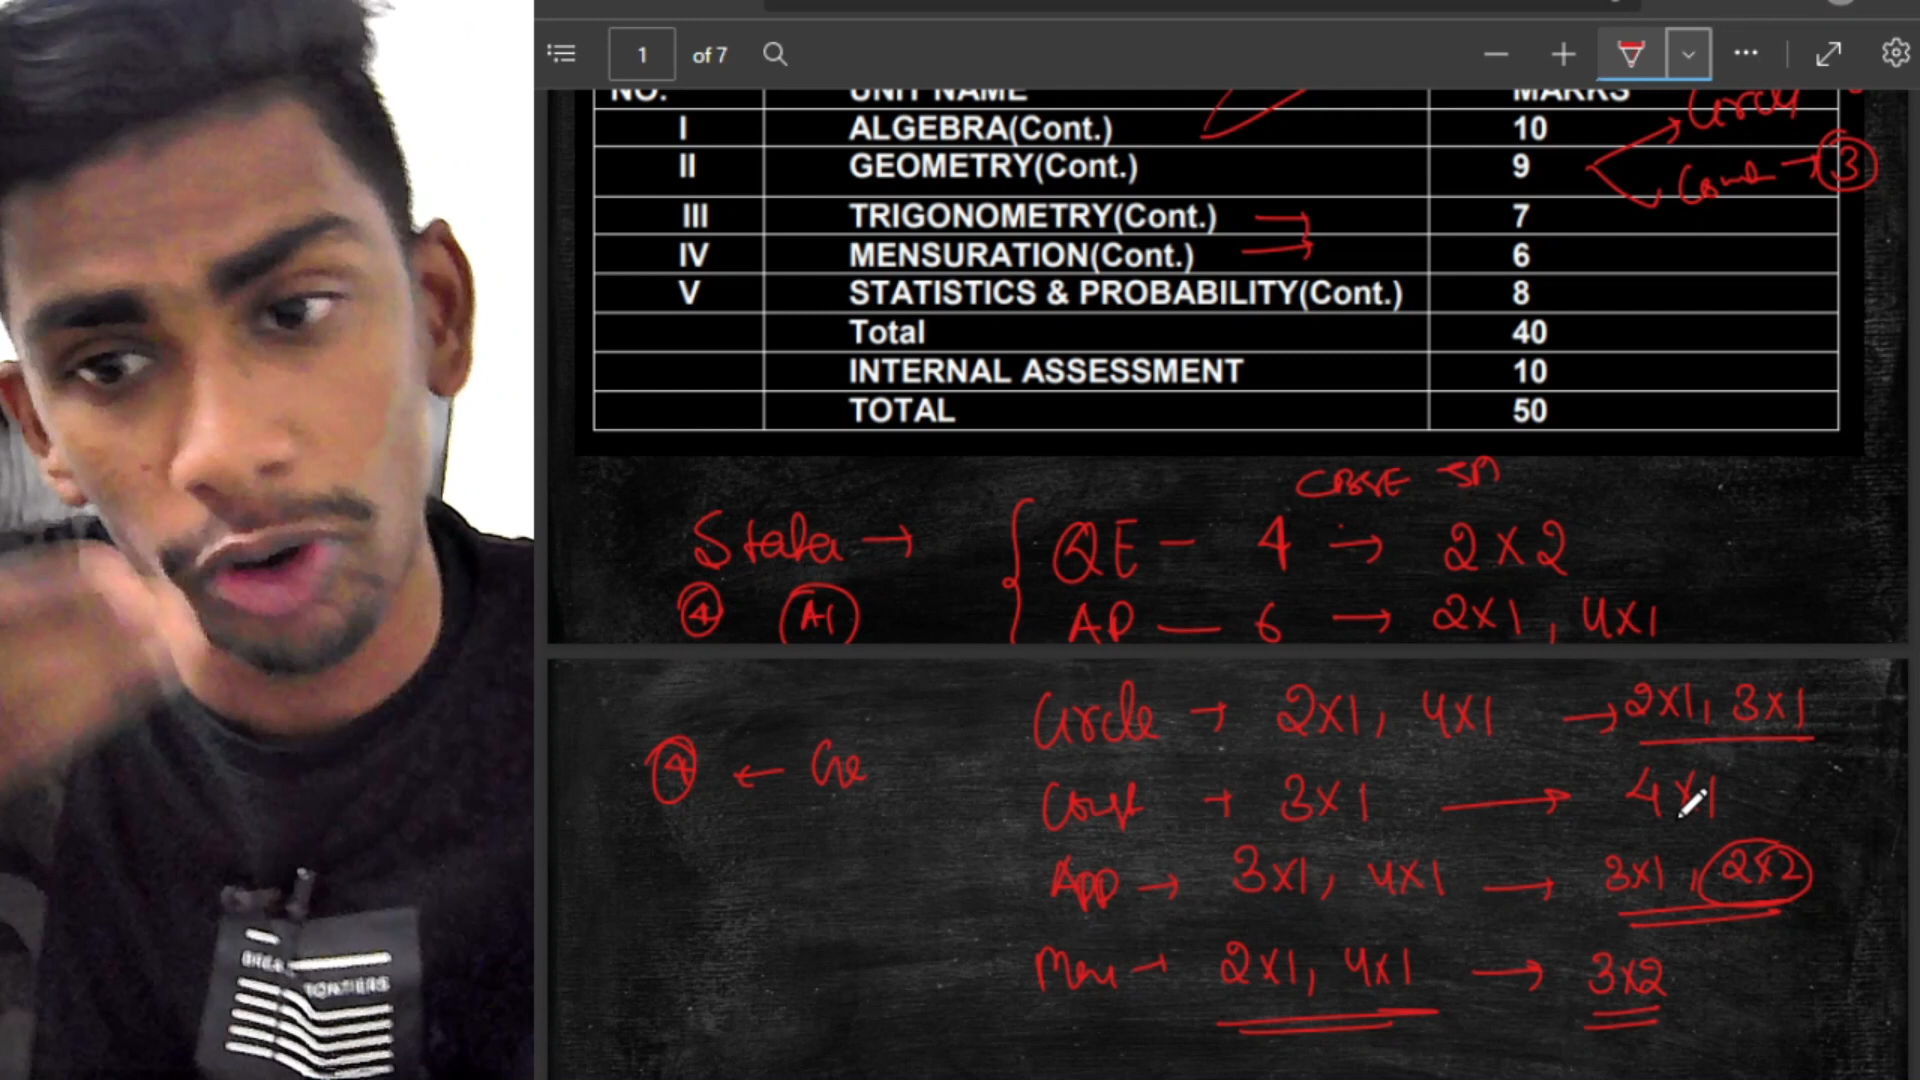 1 of 7
NO. UNIT NAME MARKS
I ALGEBRA(Cont.) 10
II GEOMETRY(Cont.) 9
III TRIGONOMETRY(Cont.) 7
IV MENSURATION(Cont.) 6
V STATISTICS & PROBABILITY(Cont.) 8
Total 40
INTERNAL ASSESSMENT 10
TOTAL 50
3
CBSE
QE - 4 → 2X2
4 A1
AP — 6 → 2X1, 4X1
Circle → 2X1, 4X1 → 2X1, 3X1
4 ←
Const → 3X1 → 4X1
App → 3X1, 4X1 → 3X1, 2X2
Men → 2X1, 4X1 → 3X2